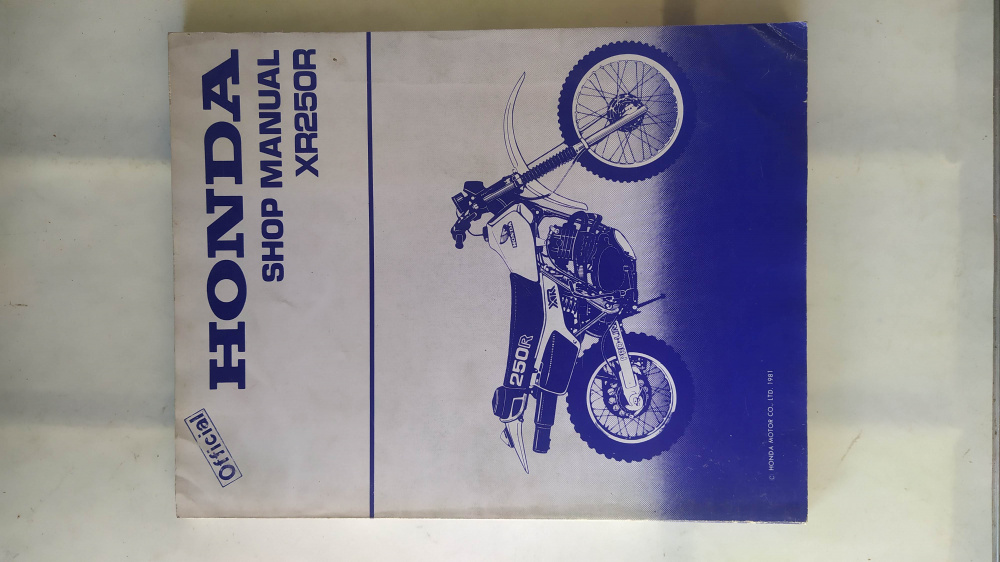 Official
HONDA
SHOP MANUAL
XR250R
250R
XR
© HONDA MOTOR CO., LTD. 1981